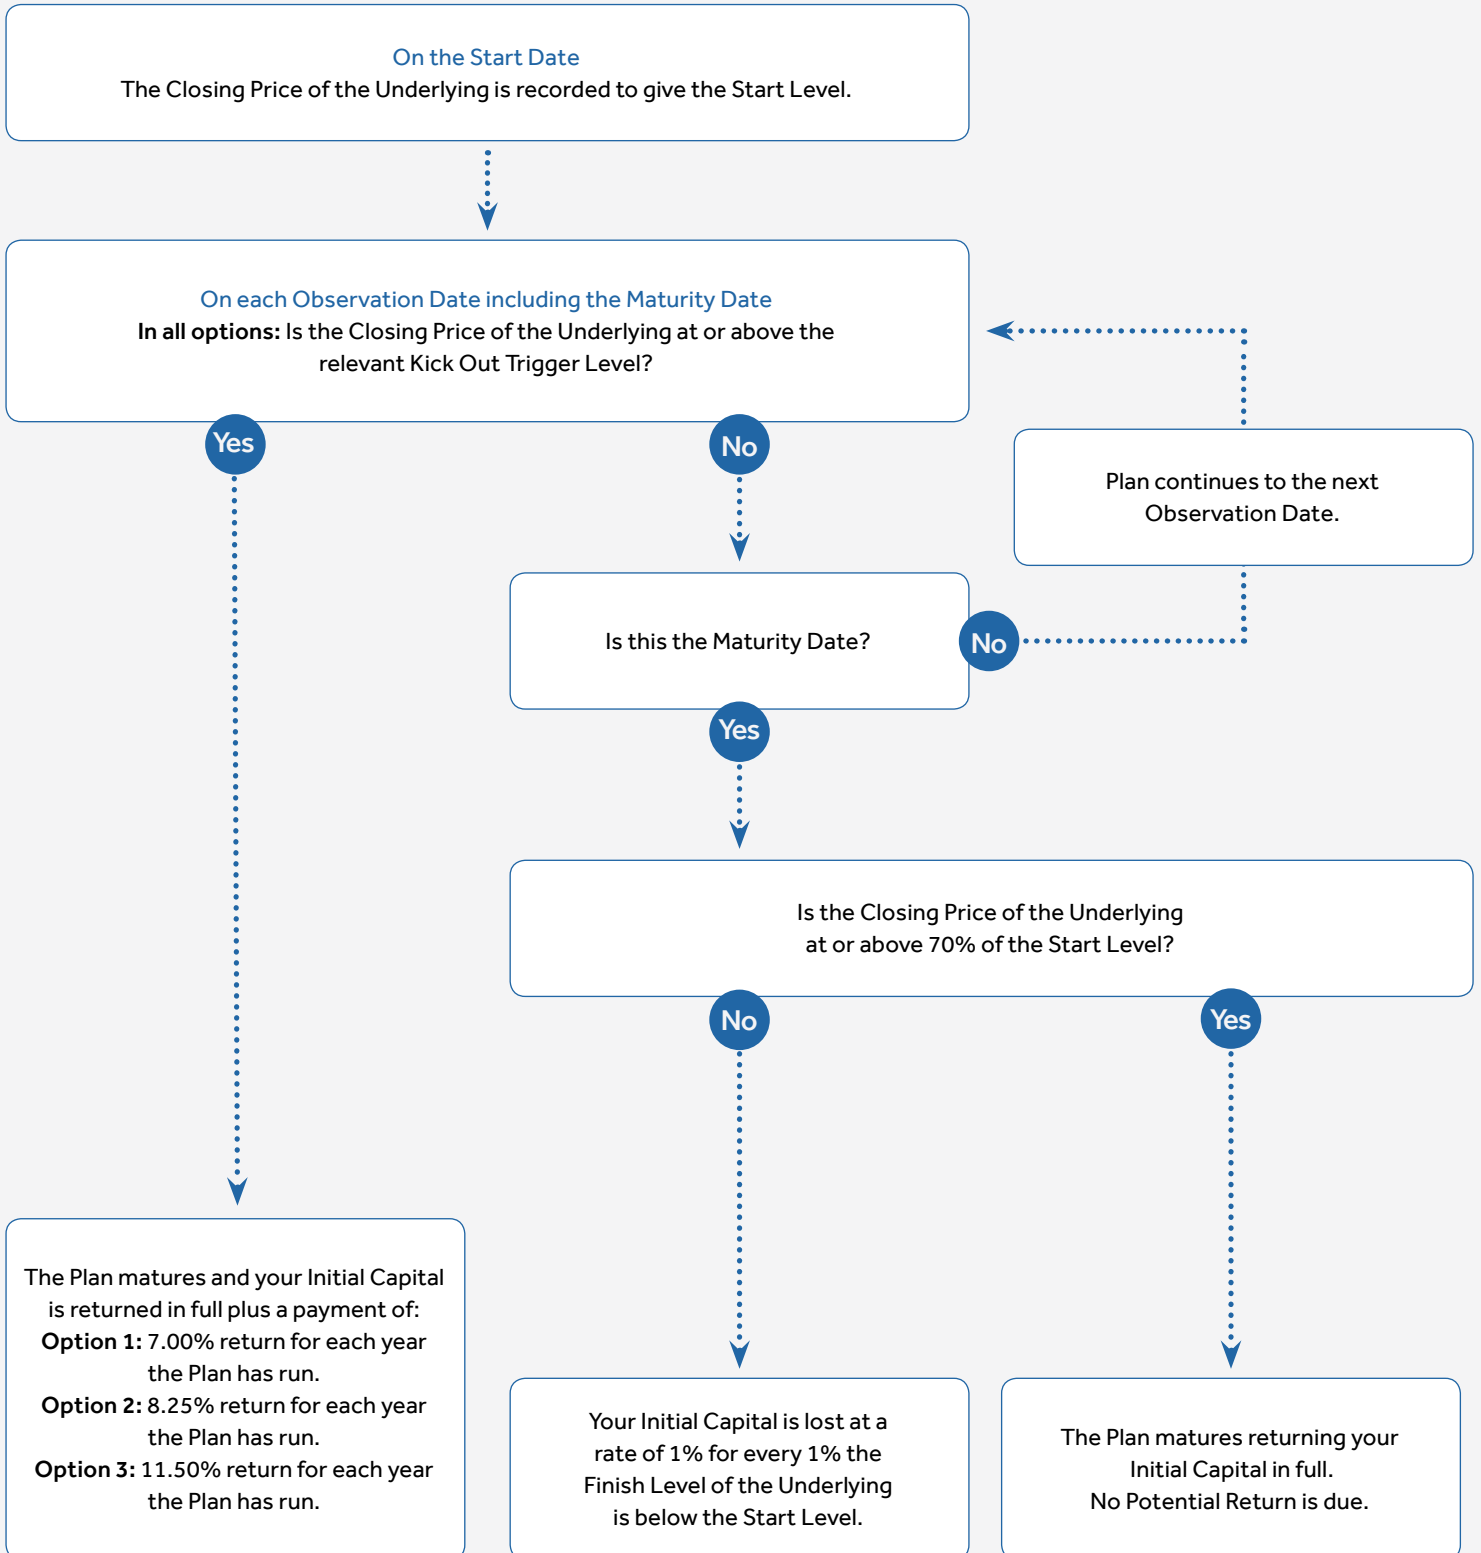 On the Start Date
The Closing Price of the Underlying is recorded to give the Start Level.
On each Observation Date including the Maturity Date
In all options: Is the Closing Price of the Underlying at or above the
relevant Kick Out Trigger Level?
Yes
No
Plan continues to the next
Observation Date.
Is this the Maturity Date?
No
Yes
Is the Closing Price of the Underlying
at or above 70% of the Start Level?
No
Yes
The Plan matures and your Initial Capital
is returned in full plus a payment of:
Option 1: 7.00% return for each year
the Plan has run.
Option 2: 8.25% return for each year
the Plan has run.
Option 3: 11.50% return for each year
the Plan has run.
Your Initial Capital is lost at a
rate of 1% for every 1% the
Finish Level of the Underlying
is below the Start Level.
The Plan matures returning your
Initial Capital in full.
No Potential Return is due.